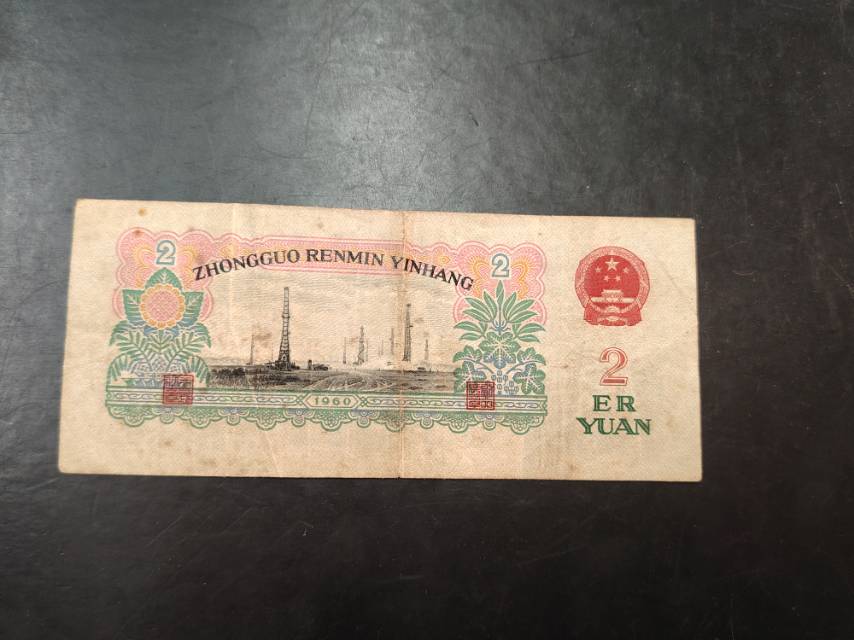 2
2
ZHONGGUO RENMIN YINHANG
1960
2
ER
YUAN